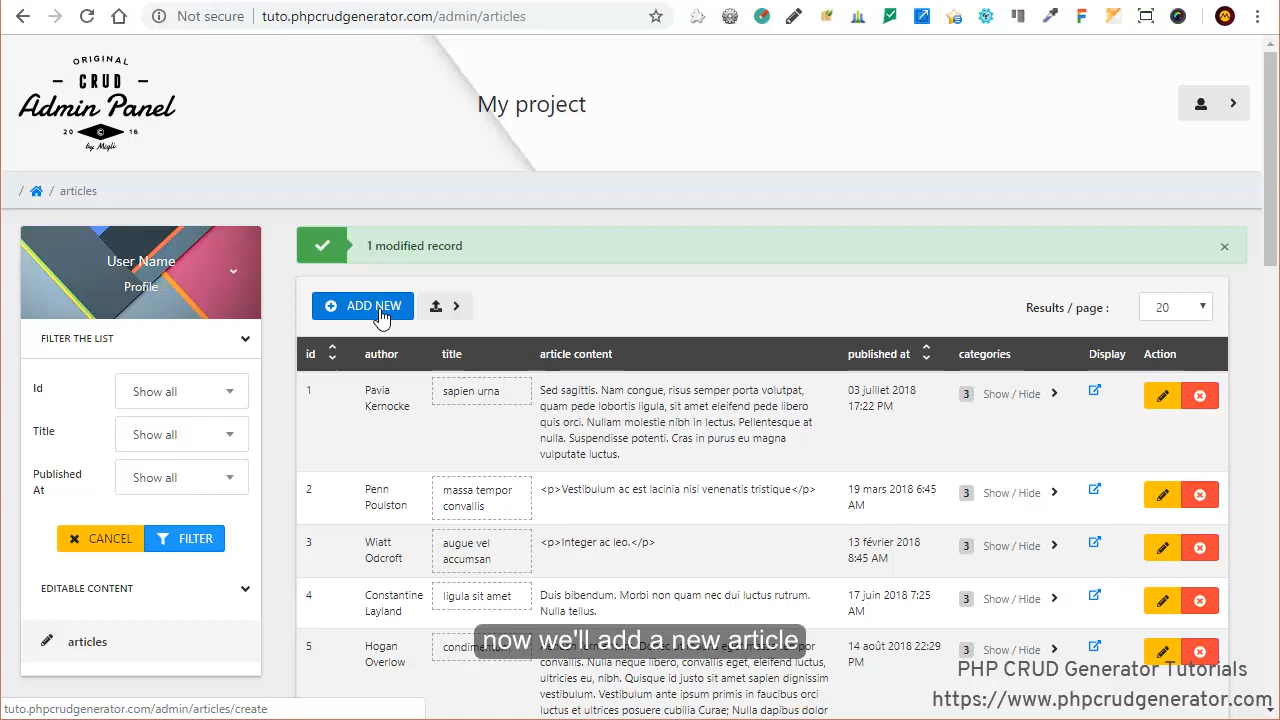 Not secure
tuto.phpcrudgenerator.com/admin/articles
ORIGINAL
CRUD
Admin Panel
20 © 16
by Migli
My project
/ / articles
User Name
Profile
FILTER THE LIST
Id Show all
Title Show all
Published
At
Show all
CANCEL FILTER
EDITABLE CONTENT
articles
1 modified record ×
ADD NEW
Results / page : 20
id author title article content published at categories Display Action
1
Pavia
Kernocke
sapien urna
Sed sagittis. Nam congue, risus semper porta volutpat,
quam pede lobortis ligula, sit amet eleifend pede libero
quis orci. Nullam molestie nibh in lectus. Pellentesque at
nulla. Suspendisse potenti. Cras in purus eu magna
vulputate luctus.
03 juillet 2018
17:22 PM
3 Show / Hide
2
Penn
Poulston
massa tempor
convallis
<p>Vestibulum ac est lacinia nisi venenatis tristique</p>
19 mars 2018 6:45
AM
3 Show / Hide
3
Wiatt
Odcroft
augue vel
accumsan
<p>Integer ac leo.</p>
13 février 2018
8:45 AM
3 Show / Hide
4
Constantine
Layland
ligula sit amet
Duis bibendum. Morbi non quam nec dui luctus rutrum.
Nulla tellus.
17 juin 2018 7:25
AM
3 Show / Hide
5
Hogan
Overlow
convallis. Nulla neque libero, convallis eget, eleifend
ultricies eu, nibh. Quisque id justo sit amet sapien dignissim
vestibulum. Vestibulum ante ipsum primis in faucibus orci
luctus et ultrices posuere cubilia Curae; Nulla dapibus dolor
14 août 2018 22:29
PM
3 Show / Hide
now we'll add a new article
PHP CRUD Generator Tutorials
https://www.phpcrudgenerator.com
tuto.phpcrudgenerator.com/admin/articles/create